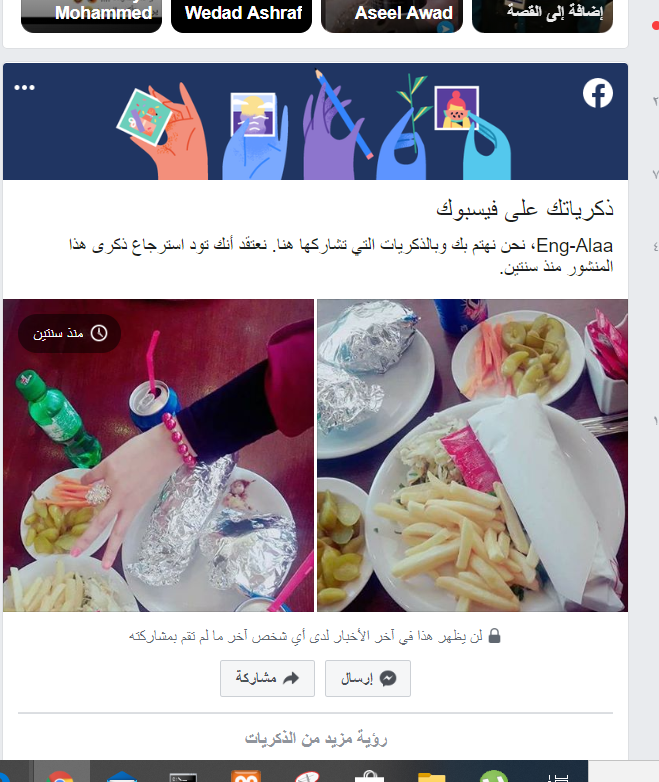 Mohammed
Wedad Ashraf
Aseel Awad
إضافة إلى القصة
ذكرياتك على فيسبوك
Eng-Alaa، نحن نهتم بك وبالذكريات التي تشاركها هنا. نعتقد أنك تود استرجاع ذكرى هذا
المنشور منذ سنتين.
منذ سنتين
لن يظهر هذا في آخر الأخبار لدى أي شخص آخر ما لم تقم بمشاركته
إرسال
مشاركة
رؤية مزيد من الذكريات